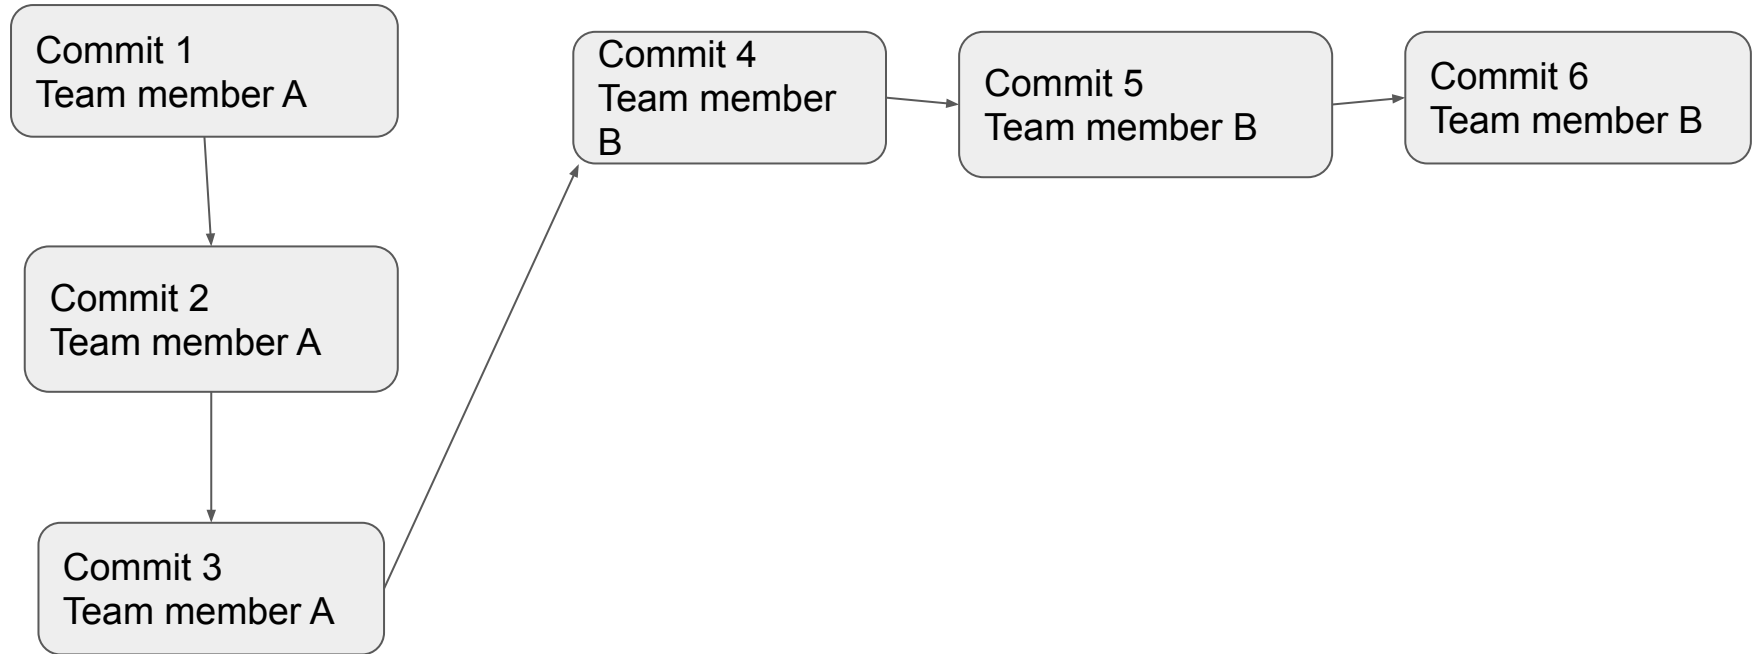 Commit 1
Team member A
Commit 2
Team member A
Commit 3
Team member A
Commit 4
Team member
B
Commit 5
Team member B
Commit 6
Team member B